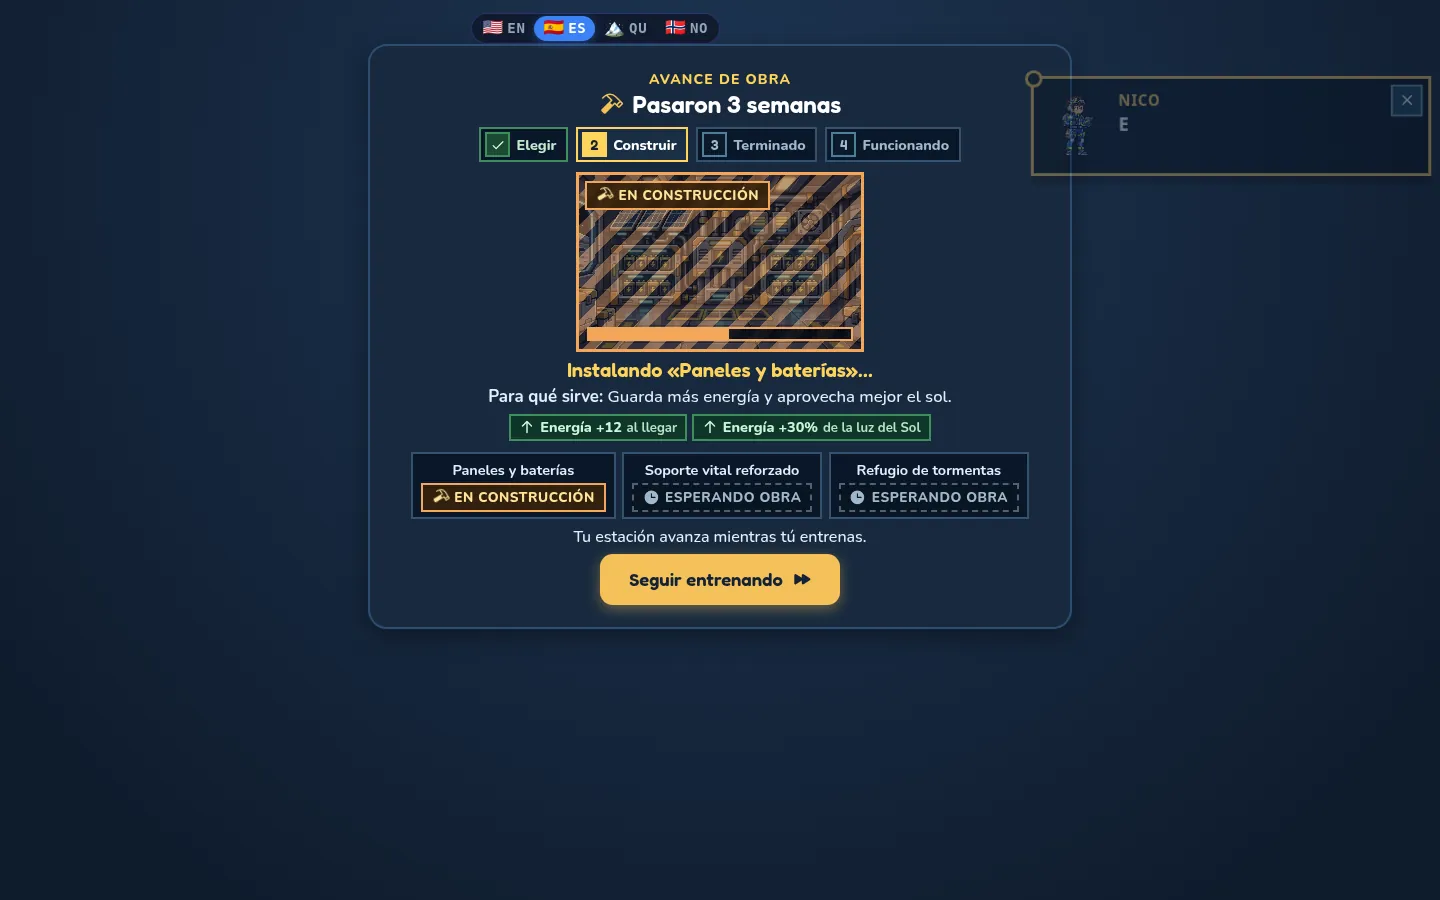 EN ES QU NO
AVANCE DE OBRA
Pasaron 3 semanas
Elegir
2 Construir
3 Terminado
4 Funcionando
EN CONSTRUCCIÓN
Instalando «Paneles y baterías»...
Para qué sirve: Guarda más energía y aprovecha mejor el sol.
Energía +12 al llegar
Energía +30% de la luz del Sol
Paneles y baterías
EN CONSTRUCCIÓN
Soporte vital reforzado
ESPERANDO OBRA
Refugio de tormentas
ESPERANDO OBRA
Tu estación avanza mientras tú entrenas.
Seguir entrenando
NICO
E